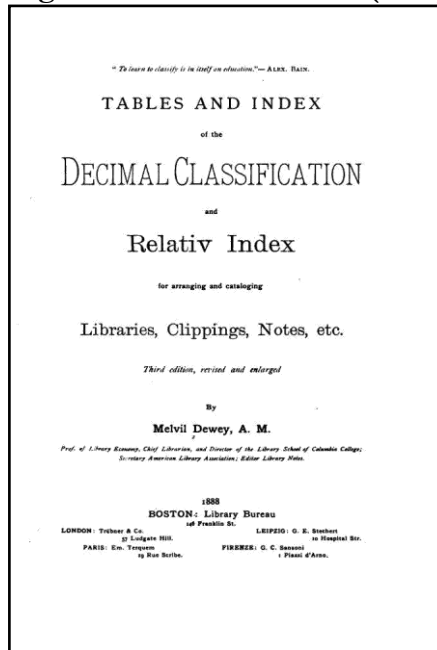 " To learn to classify is in itself an education."—ALEX. BAIN.
TABLES AND INDEX
of the
DECIMAL CLASSIFICATION
and
Relativ Index
for arranging and cataloging
Libraries, Clippings, Notes, etc.
Third edition, revised and enlarged
By
Melvil Dewey, A. M.
Prof. of Library Economy, Chief Librarian, and Director of the Library School of Columbia College;
Secretary American Library Association; Editor Library Notes.
1888
BOSTON: Library Bureau
146 Franklin St.
LONDON: Trübner & Co. LEIPZIG: G. E. Stechert
57 Ludgate Hill. 10 Hospital Str.
PARIS: Em. Terquem FIRENZE: G. C. Sansoni
Rue Scribe. 1 Piazzi d'Arno.